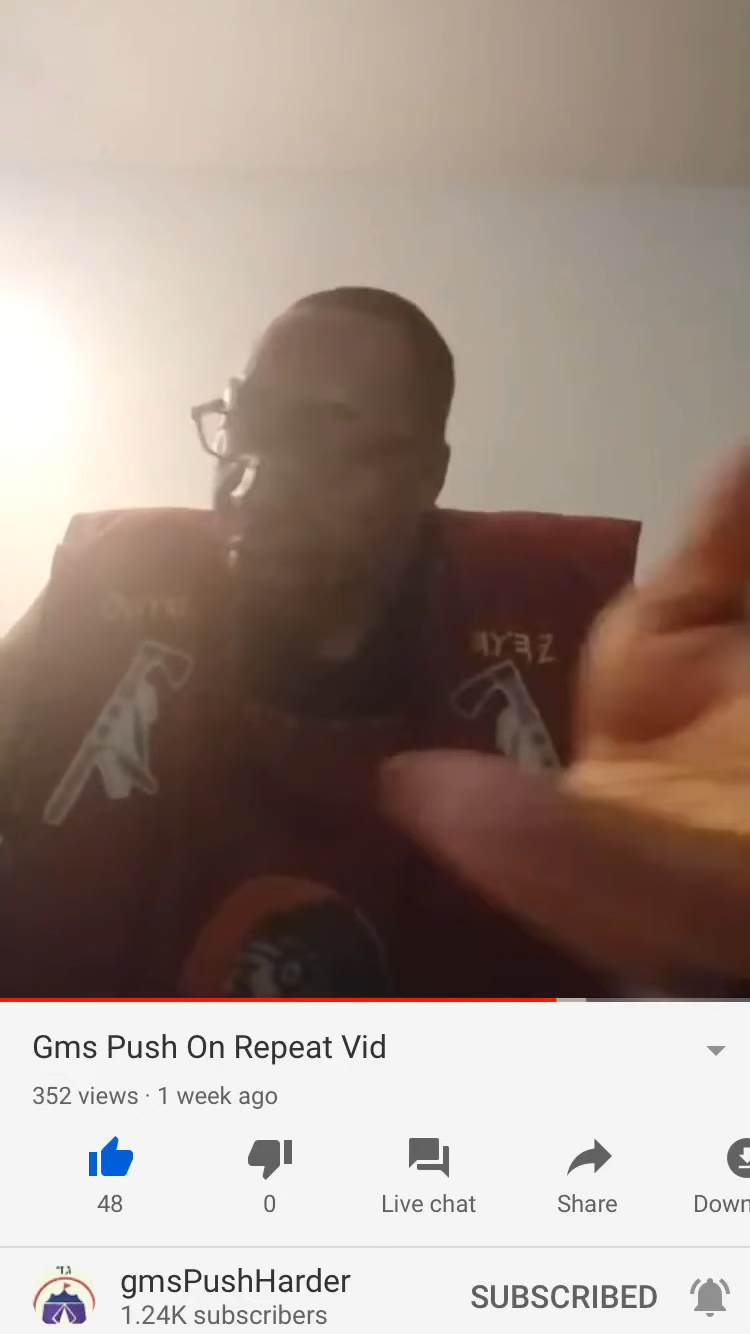 Gms Push On Repeat Vid
352 views · 1 week ago
48
0
Live chat
Share
Down
gmsPushHarder
1.24K subscribers
SUBSCRIBED